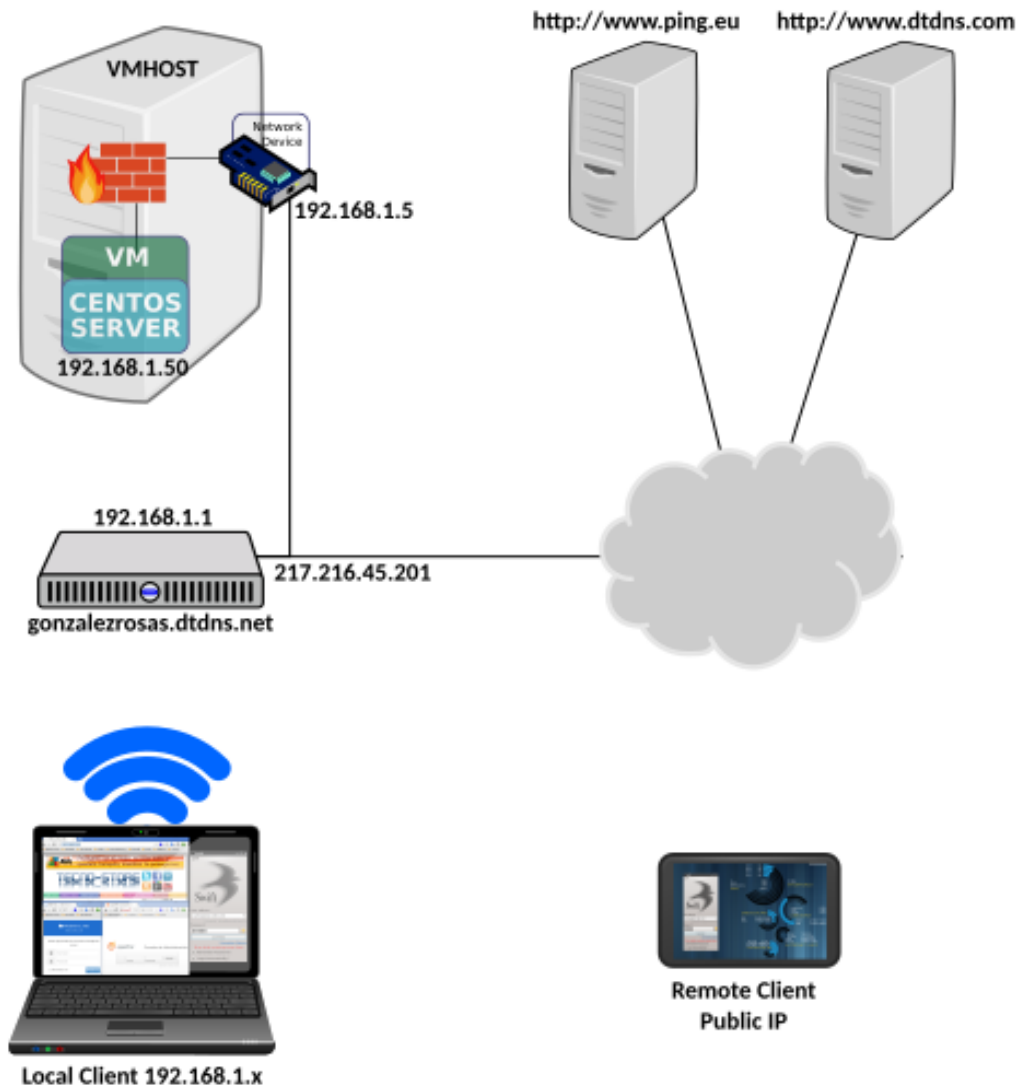 http://www.ping.eu
http://www.dtdns.com
VMHOST
Network
Device
192.168.1.5
VM
CENTOS
SERVER
192.168.1.50
192.168.1.1
217.216.45.201
gonzalezrosas.dtdns.net
Swift
Swift
Remote Client
Public IP
Local Client 192.168.1.x